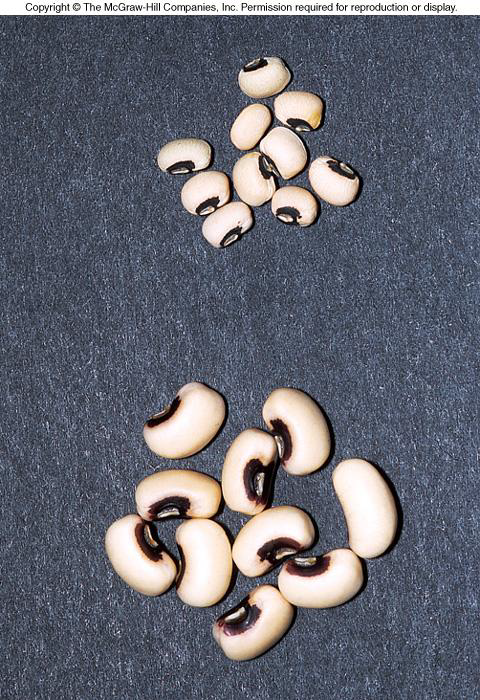 Copyright © The McGraw-Hill Companies, Inc. Permission required for reproduction or display.